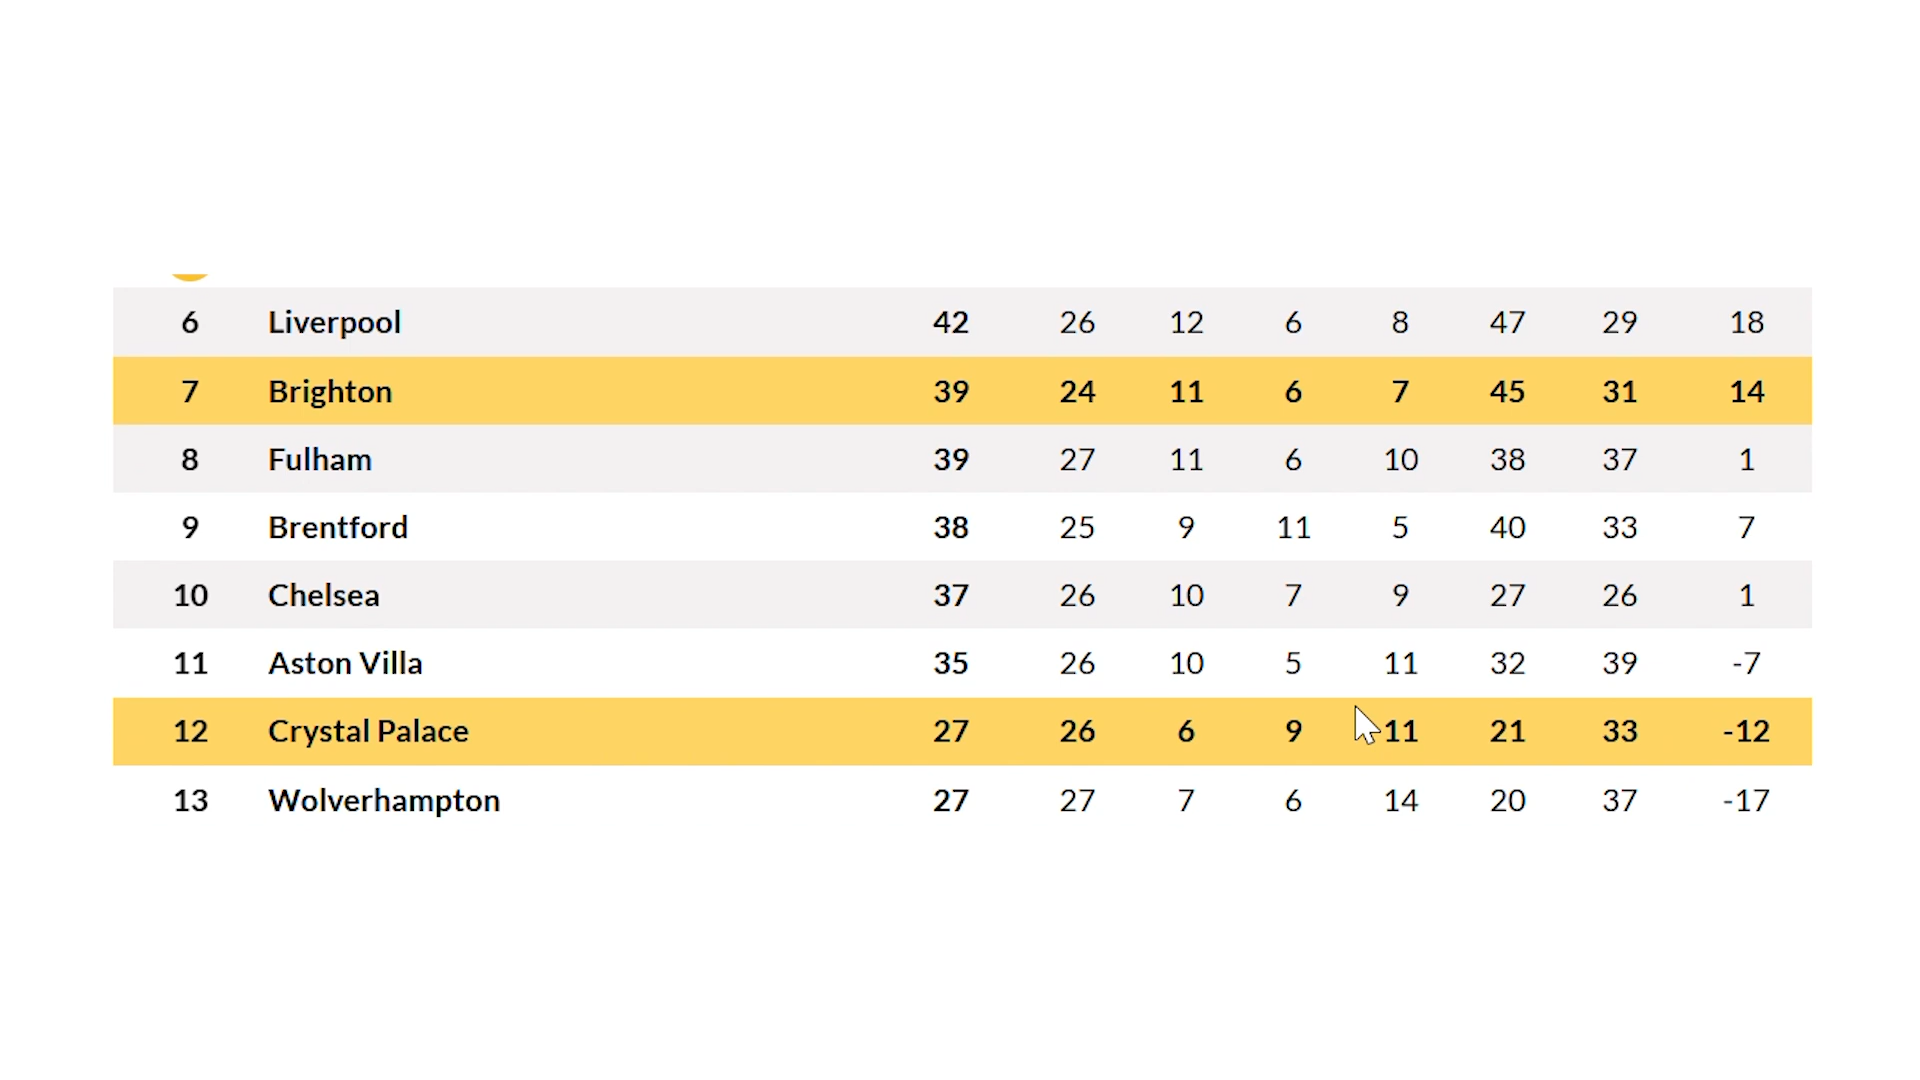 6 Liverpool 42 26 12 6 8 47 29 18
7 Brighton 39 24 11 6 7 45 31 14
8 Fulham 39 27 11 6 10 38 37 1
9 Brentford 38 25 9 11 5 40 33 7
10 Chelsea 37 26 10 7 9 27 26 1
11 Aston Villa 35 26 10 5 11 32 39 -7
12 Crystal Palace 27 26 6 9 11 21 33 -12
13 Wolverhampton 27 27 7 6 14 20 37 -17